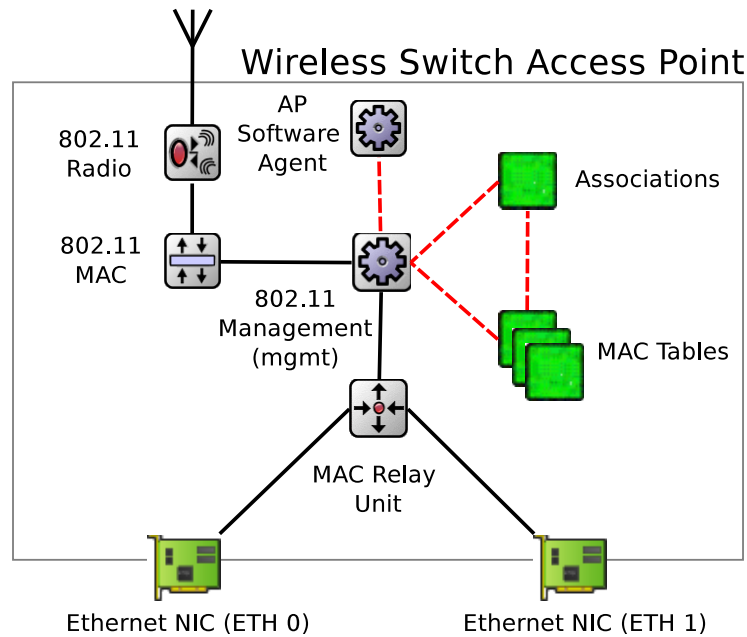 Wireless Switch Access Point
AP
Software
Agent
802.11
Radio
Associations
802.11
MAC
802.11
Management
(mgmt)
MAC Tables
MAC Relay
Unit
Ethernet NIC (ETH 0)
Ethernet NIC (ETH 1)